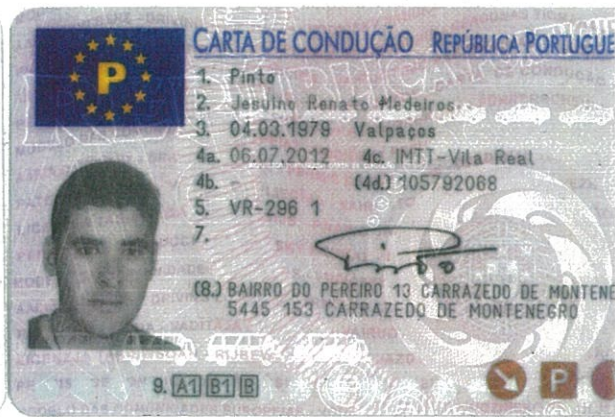 P
CARTA DE CONDUÇÃO REPÚBLICA PORTUGUE
1. Pinto
2. Jesuino Renato Medeiros
3. 04.03.1979 Valpaços
4a. 06.07.2012 4c. IMTT-Vila Real
4b. - (4d.) 105792068
5. VR-296 1
7. Pinto
(8.) BAIRRO DO PEREIRO 13 CARRAZEDO DE MONTENE
5445 153 CARRAZEDO DE MONTENEGRO
9. A1 B1 B
P